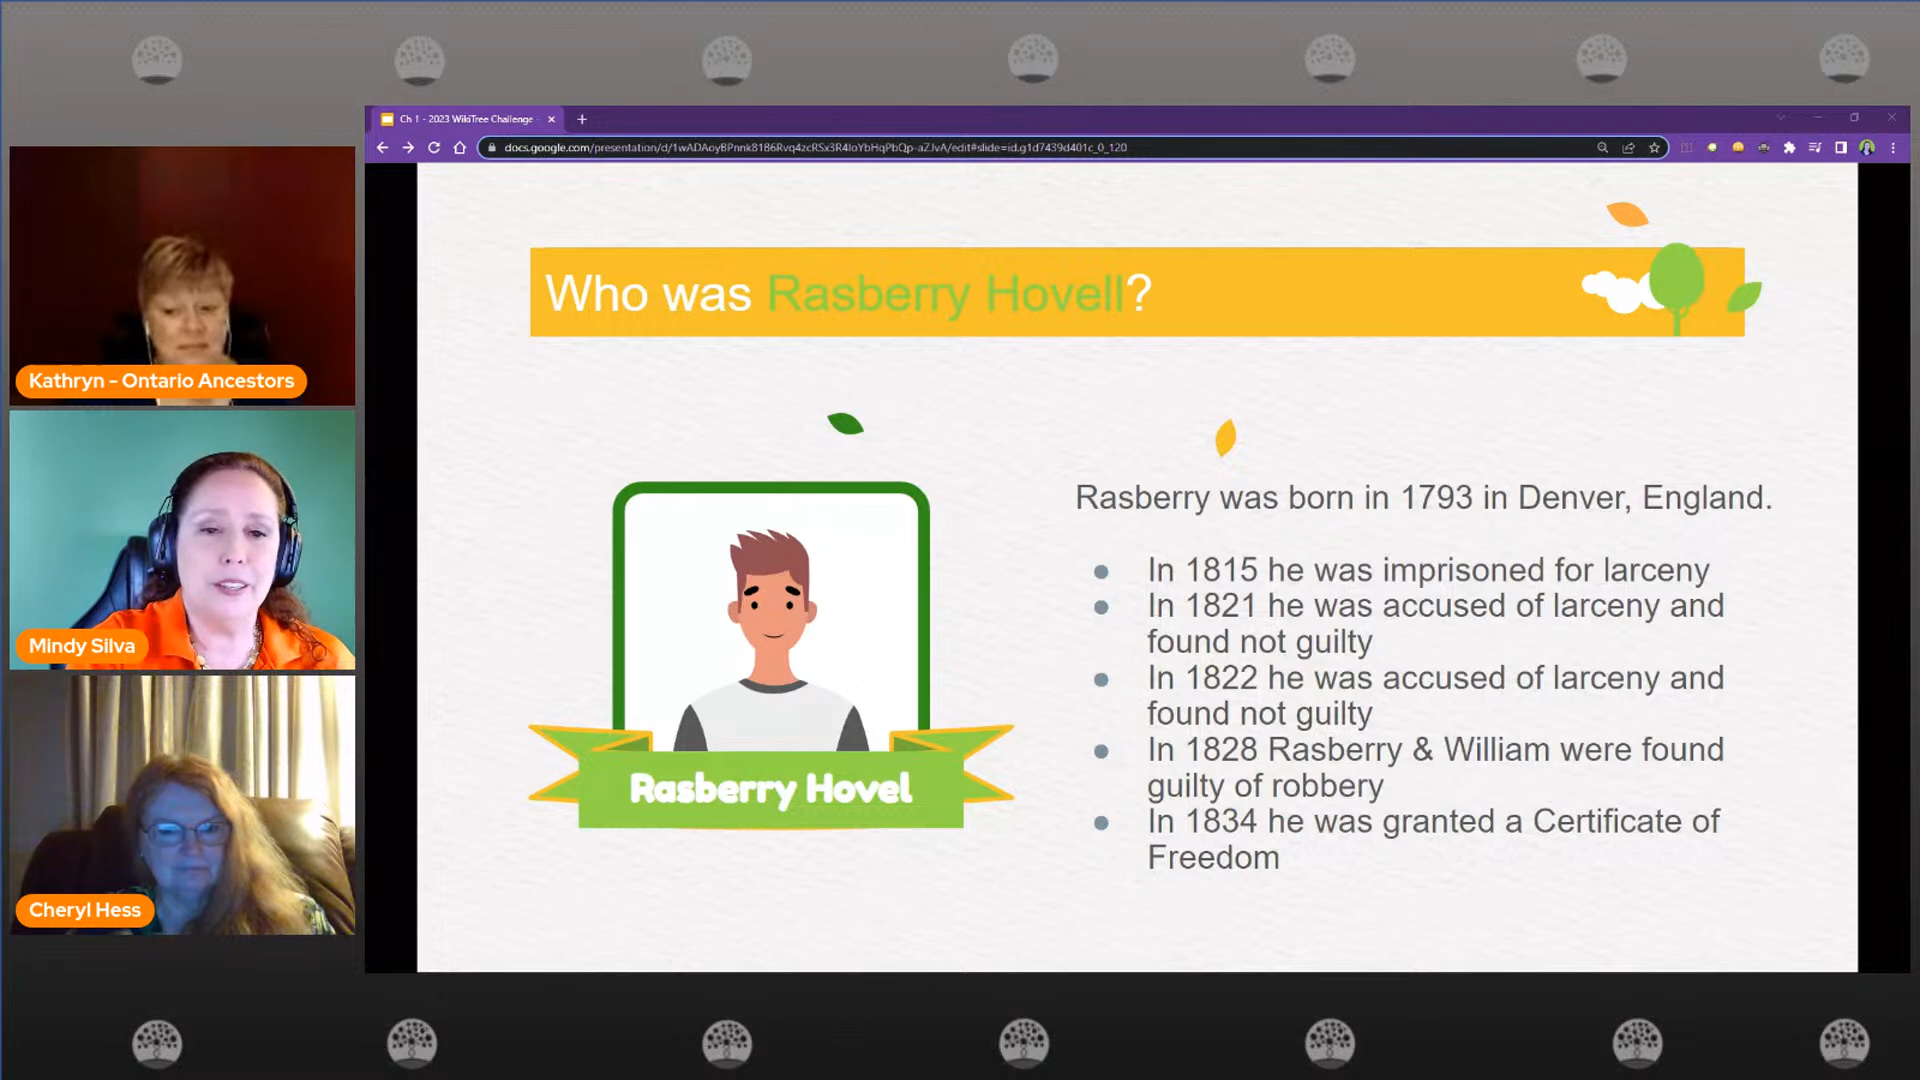 Ch 1 - 2023 WikiTree Challenge
docs.google.com/presentation/d/1wADAoyBPnnk8186Rvq4zcRSx3R4IoYbHqPbQp-aZJvA/edit#slide=id.g1d7439d401c_0_120
Who was Rasberry Hovell?
Kathryn - Ontario Ancestors
Rasberry was born in 1793 in Denver, England.
In 1815 he was imprisoned for larceny
In 1821 he was accused of larceny and
found not guilty
In 1822 he was accused of larceny and
found not guilty
In 1828 Rasberry & William were found
guilty of robbery
In 1834 he was granted a Certificate of
Freedom
Rasberry Hovel
Mindy Silva
Cheryl Hess